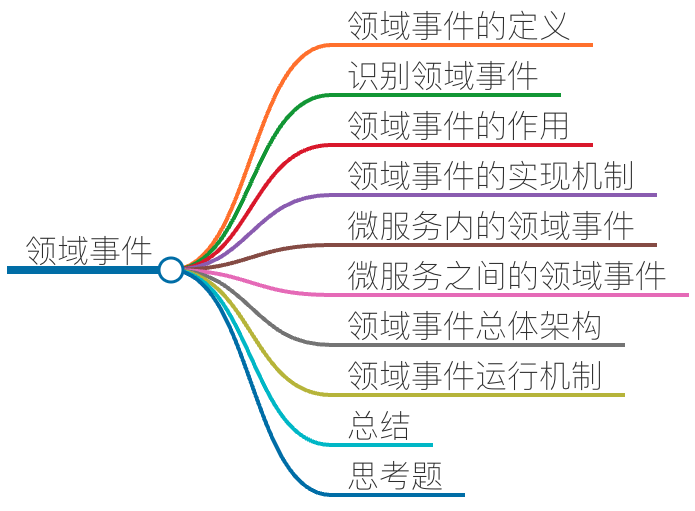 领域事件的定义
识别领域事件
领域事件的作用
领域事件的实现机制
微服务内的领域事件
领域事件
微服务之间的领域事件
领域事件总体架构
领域事件运行机制
总结
思考题